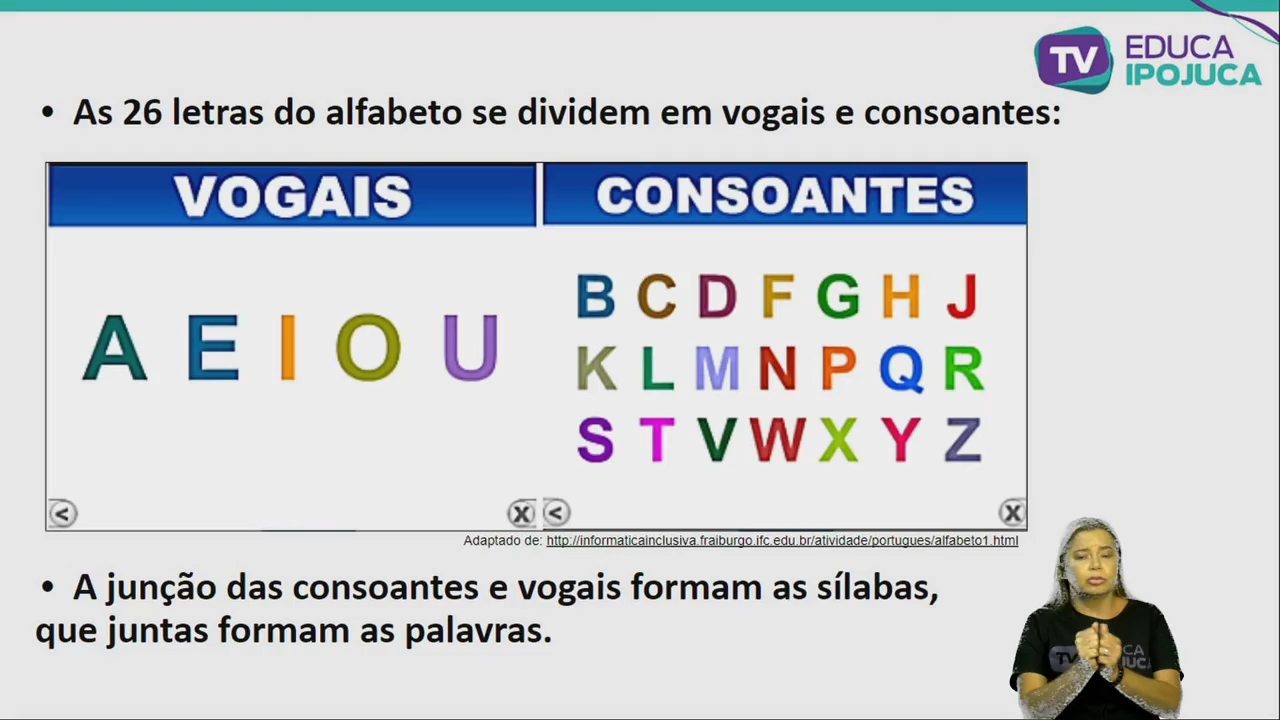 TV EDUCA
IPOJUCA
• As 26 letras do alfabeto se dividem em vogais e consoantes:
VOGAIS
CONSOANTES
A E I O U
B C D F G H J
K L M N P Q R
S T V W X Y Z
< X < X
Adaptado de: http://informaticainclusiva.fraiburgo.ifc.edu.br/atividade/portugues/alfabeto1.html
• A junção das consoantes e vogais formam as sílabas,
que juntas formam as palavras.